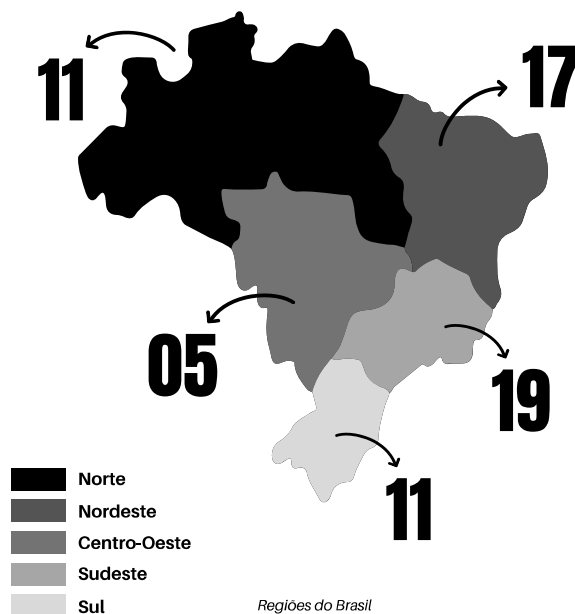 11
17
05
19
11
Norte
Nordeste
Centro-Oeste
Sudeste
Sul
Regiões do Brasil